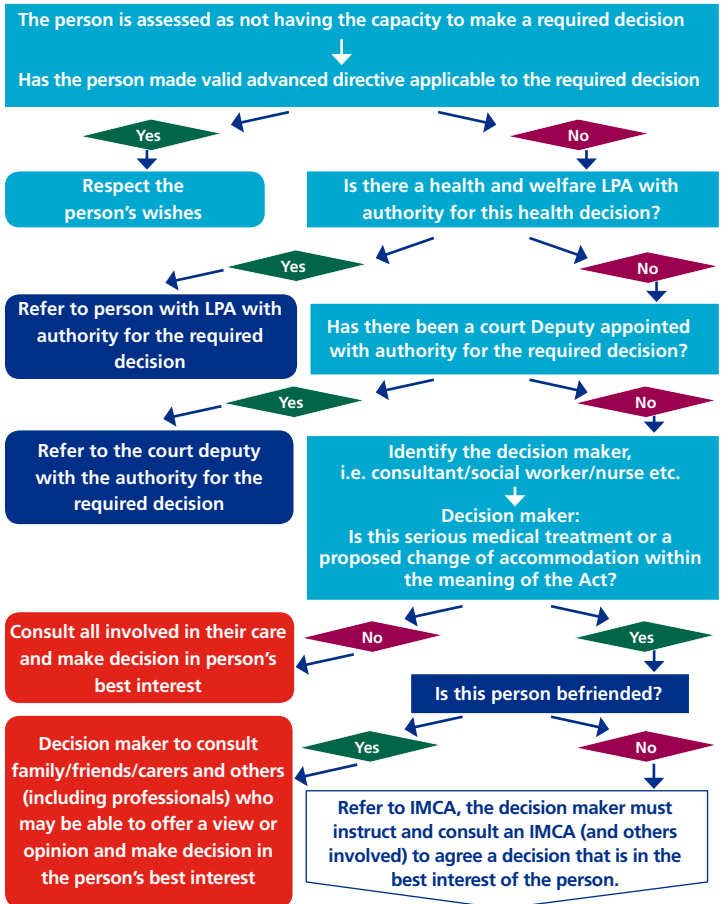 The person is assessed as not having the capacity to make a required decision
Has the person made valid advanced directive applicable to the required decision
Yes
No
Respect the
person's wishes
Is there a health and welfare LPA with
authority for this health decision?
Yes
No
Refer to person with LPA with
authority for the required
decision
Has there been a court Deputy appointed
with authority for the required decision?
Yes
No
Refer to the court deputy
with the authority for the
required decision
Identify the decision maker,
i.e. consultant/social worker/nurse etc.
Decision maker:
Is this serious medical treatment or a
proposed change of accommodation within
the meaning of the Act?
No
Yes
Consult all involved in their care
and make decision in person's
best interest
Is this person befriended?
Yes
No
Decision maker to consult
family/friends/carers and others
(including professionals) who
may be able to offer a view or
opinion and make decision in
the person's best interest
Refer to IMCA, the decision maker must
instruct and consult an IMCA (and others
involved) to agree a decision that is in the
best interest of the person.